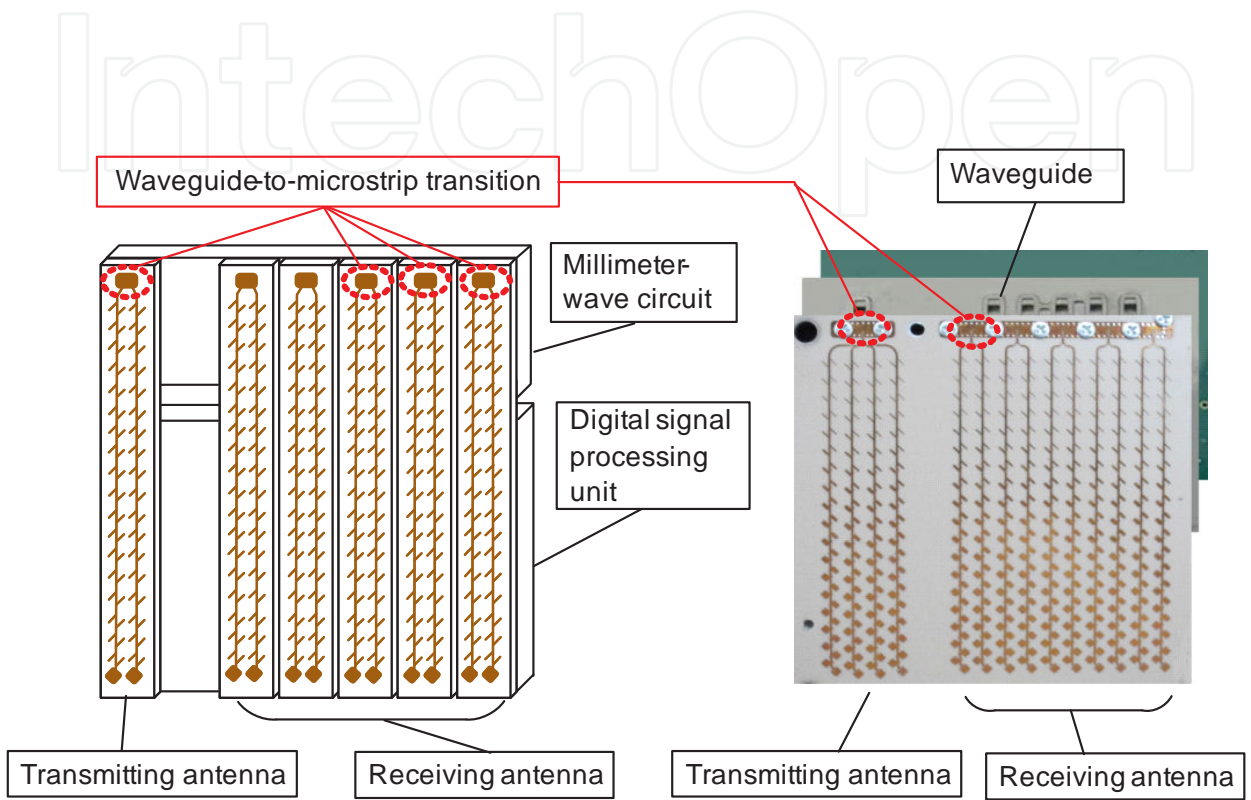 IntechOpen
Waveguide-to-microstrip transition
Waveguide
Millimeter-
wave circuit
Digital signal
processing
unit
Transmitting antenna
Receiving antenna
Transmitting antenna
Receiving antenna